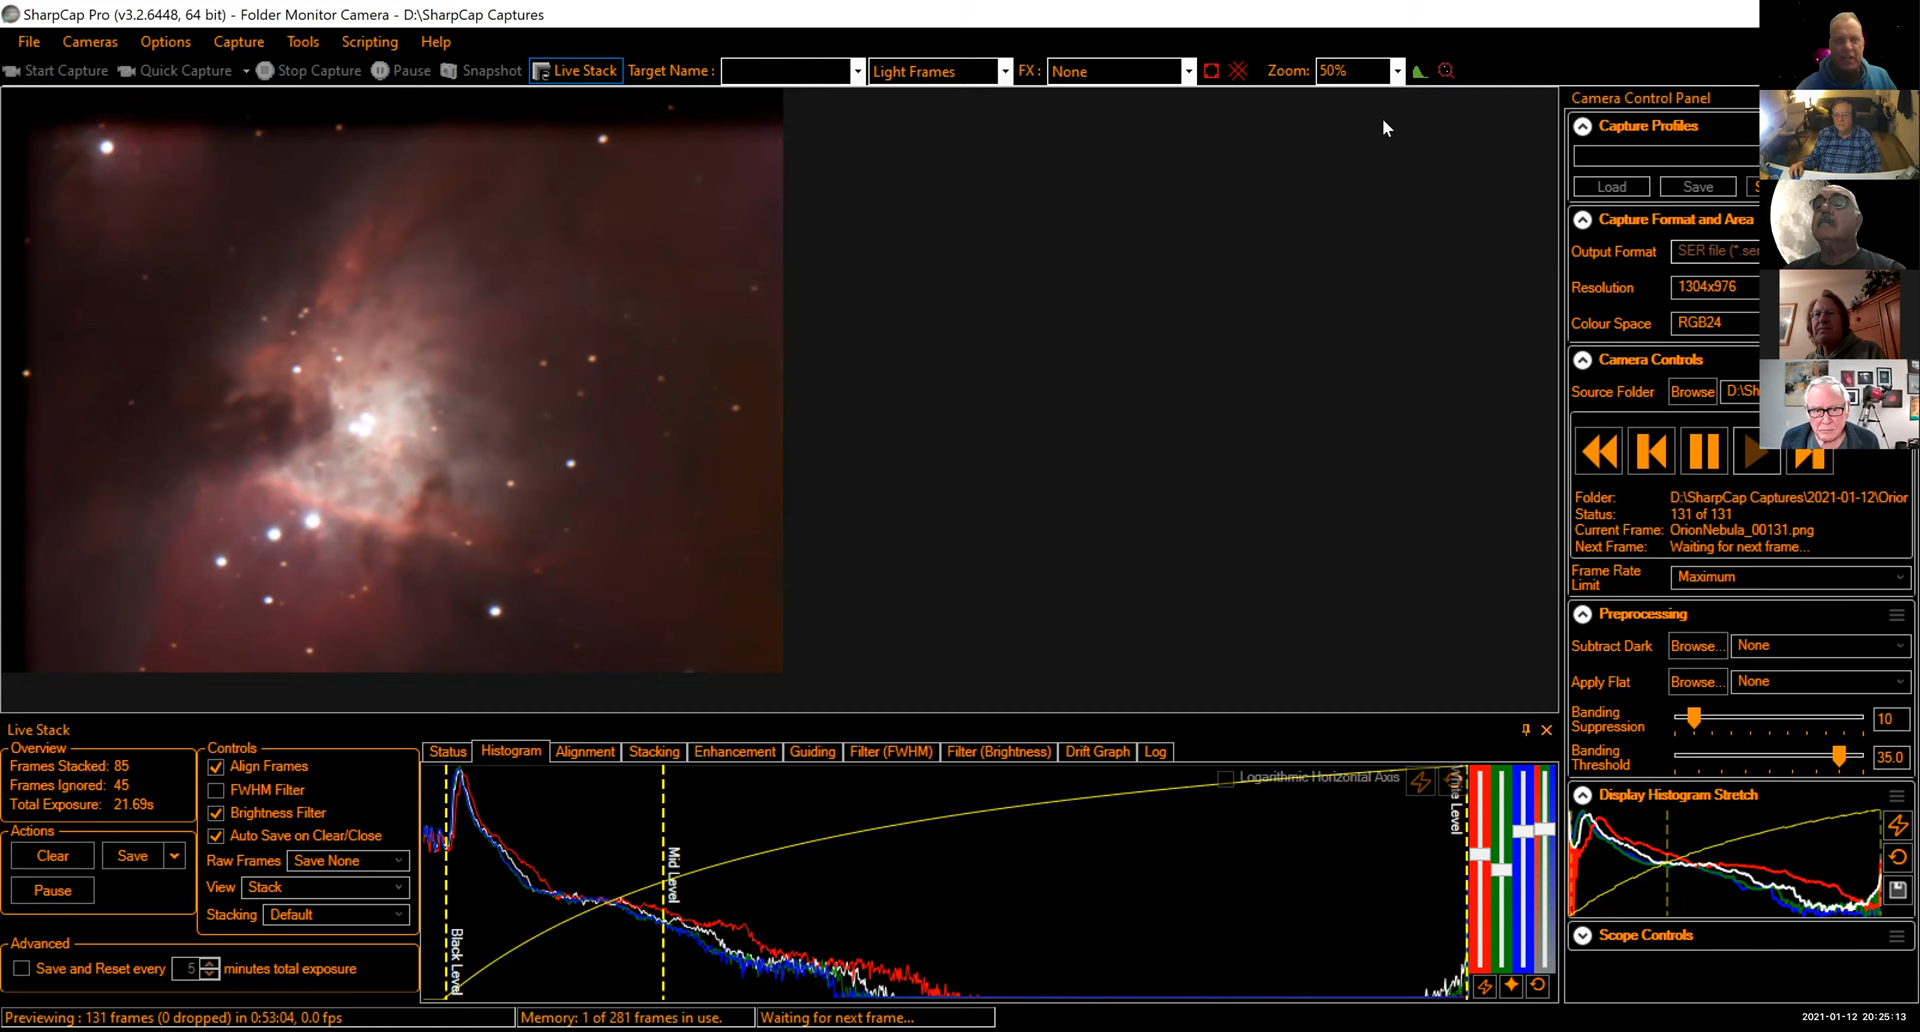 SharpCap Pro (v3.2.6448, 64 bit) - Folder Monitor Camera - D:\SharpCap Captures
File Cameras Options Capture Tools Scripting Help
Start Capture Quick Capture Stop Capture Pause Snapshot Live Stack Target Name : Light Frames FX : None Zoom: 50%
Camera Control Panel
Capture Profiles
Load Save
Capture Format and Area
Output Format SER file (*.ser
Resolution 1304x976
Colour Space RGB24
Camera Controls
Source Folder Browse D:\Sh
Folder: D:\SharpCap Captures\2021-01-12\Orior
Status: 131 of 131
Current Frame: OrionNebula_00131.png
Next Frame: Waiting for next frame...
Frame Rate Limit Maximum
Preprocessing
Subtract Dark Browse... None
Apply Flat Browse... None
Banding Suppression 10
Banding Threshold 35.0
Display Histogram Stretch
Scope Controls
Live Stack
Overview
Frames Stacked: 85
Frames Ignored: 45
Total Exposure: 21.69s
Actions
Clear Save
Pause
Controls
Align Frames
FWHM Filter
Brightness Filter
Auto Save on Clear/Close
Raw Frames Save None
View Stack
Stacking Default
Advanced
Save and Reset every 5 minutes total exposure
Status Histogram Alignment Stacking Enhancement Guiding Filter (FWHM) Filter (Brightness) Drift Graph Log
Logarithmic Horizontal Axis
Black Level
Mid Level
White Level
Previewing : 131 frames (0 dropped) in 0:53:04, 0.0 fps Memory: 1 of 281 frames in use. Waiting for next frame...
2021-01-12 20:25:13